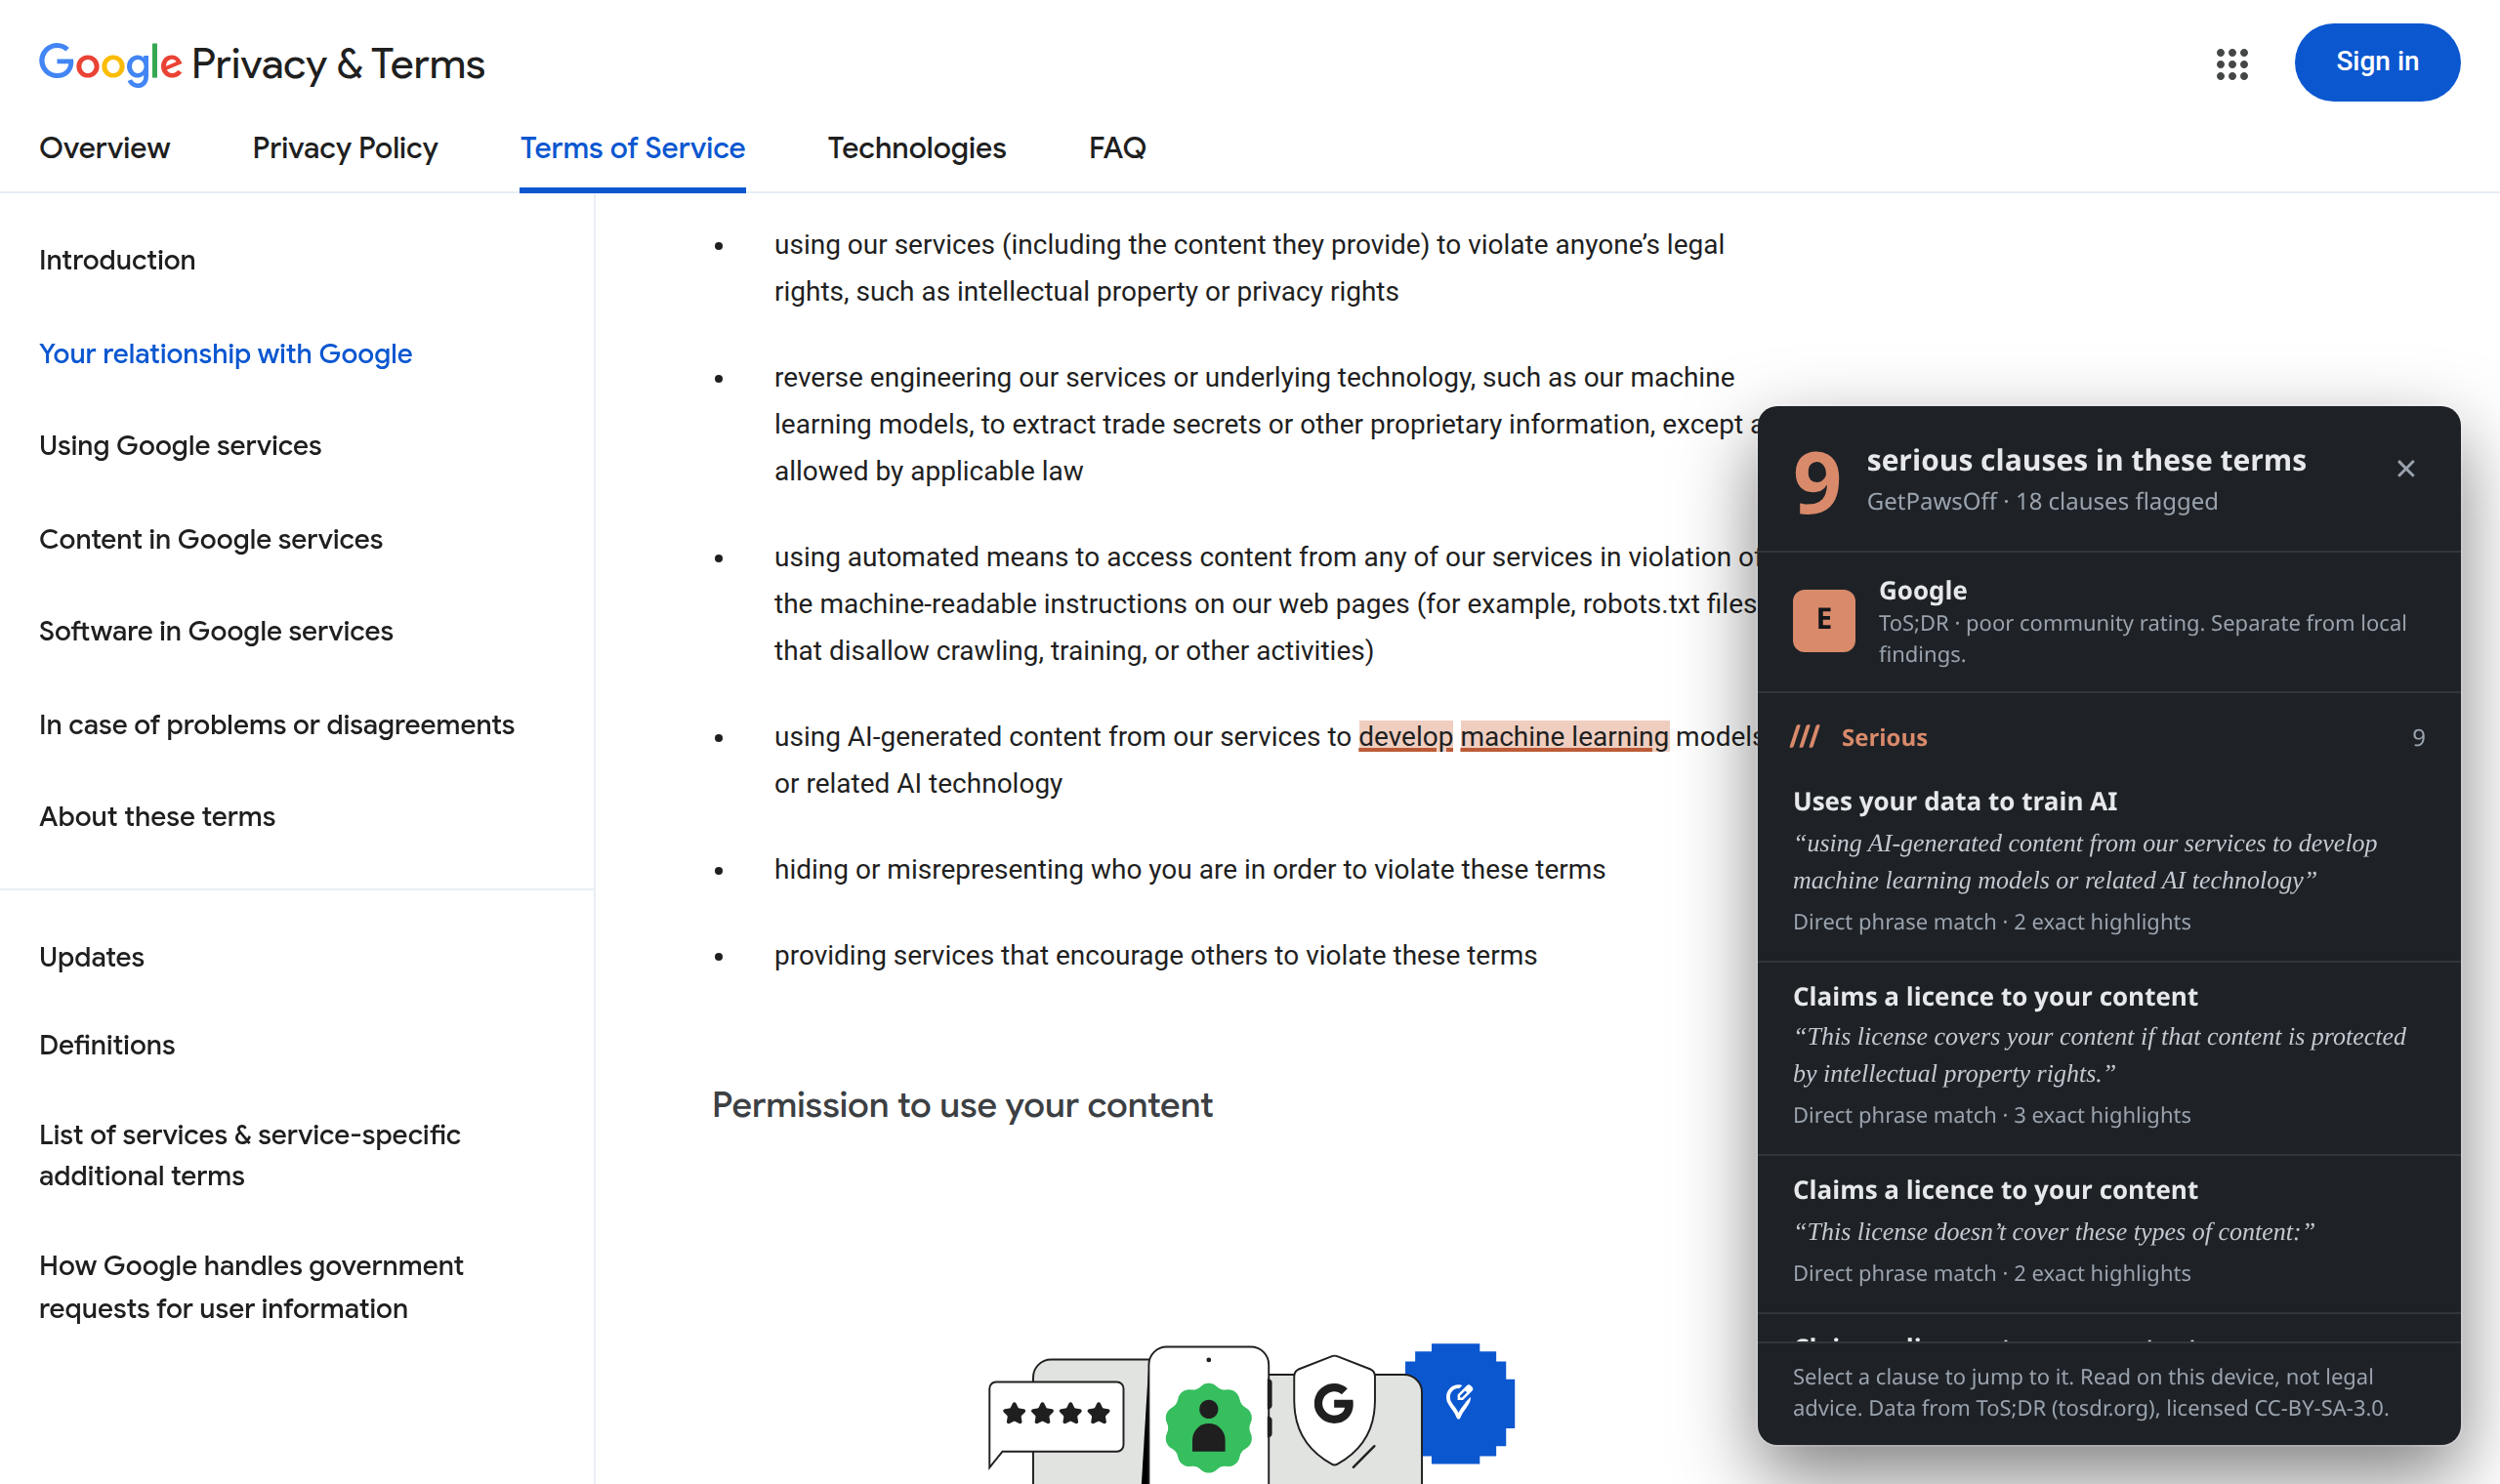 Google Privacy & Terms
Sign in
Overview
Privacy Policy
Terms of Service
Technologies
FAQ
Introduction
Your relationship with Google
Using Google services
Content in Google services
Software in Google services
In case of problems or disagreements
About these terms
Updates
Definitions
List of services & service-specific
additional terms
How Google handles government
requests for user information
using our services (including the content they provide) to violate anyone’s legal
rights, such as intellectual property or privacy rights
reverse engineering our services or underlying technology, such as our machine
learning models, to extract trade secrets or other proprietary information, except
allowed by applicable law
using automated means to access content from any of our services in violation of
the machine-readable instructions on our web pages (for example, robots.txt files
that disallow crawling, training, or other activities)
using AI-generated content from our services to develop machine learning models
or related AI technology
hiding or misrepresenting who you are in order to violate these terms
providing services that encourage others to violate these terms
Permission to use your content
G
9
serious clauses in these terms
GetPawsOff · 18 clauses flagged
E
Google
ToS;DR · poor community rating. Separate from local
findings.
Serious
9
Uses your data to train AI
“using AI-generated content from our services to develop
machine learning models or related AI technology”
Direct phrase match · 2 exact highlights
Claims a licence to your content
“This license covers your content if that content is protected
by intellectual property rights.”
Direct phrase match · 3 exact highlights
Claims a licence to your content
“This license doesn’t cover these types of content:”
Direct phrase match · 2 exact highlights
Select a clause to jump to it. Read on this device, not legal
advice. Data from ToS;DR (tosdr.org), licensed CC-BY-SA-3.0.